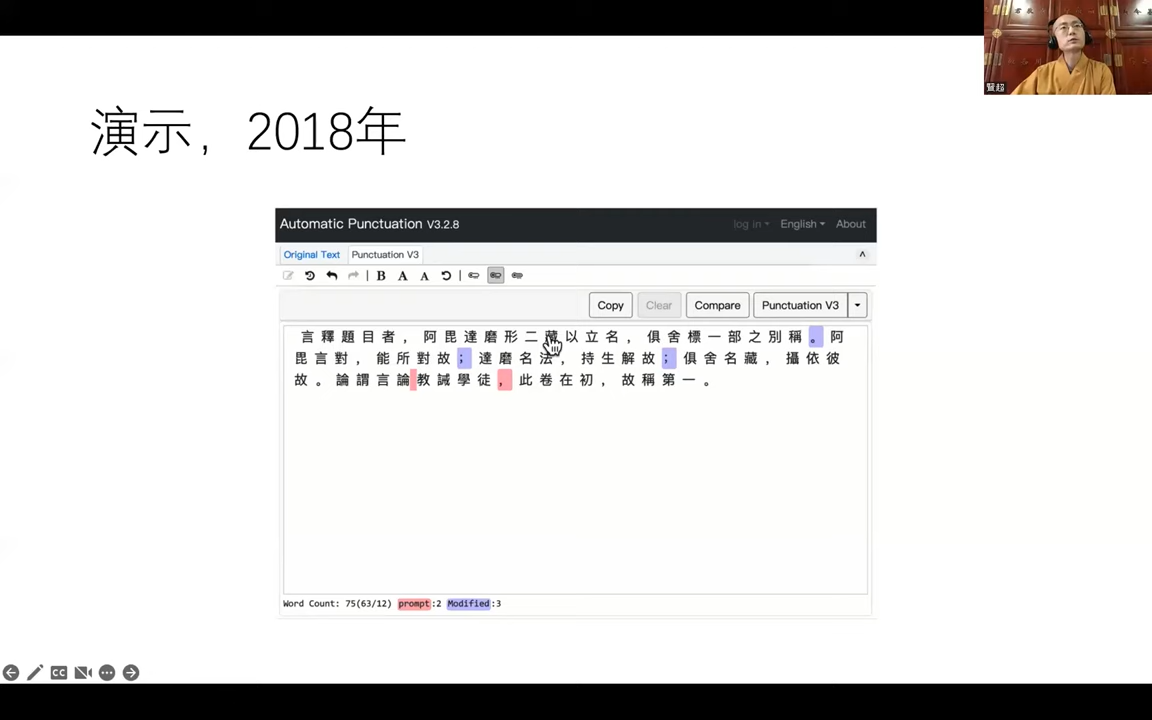 賢超
演示，2018年
Automatic Punctuation V3.2.8
log in English About
Original Text Punctuation V3
B A A
Copy Clear Compare Punctuation V3
言釋題目者，阿毘達磨形二藏以立名，俱舍標一部之別稱。阿
毘言對，能所對故；達磨名法，持生解故；俱舍名藏，攝依彼
故。論謂言論教誡學徒，此卷在初，故稱第一。
Word Count: 75(63/12) prompt:2 Modified:3
CC